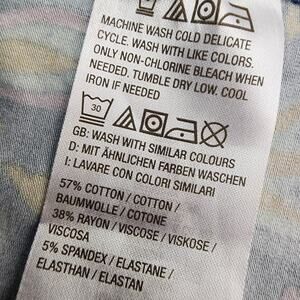 MACHINE WASH COLD DELICATE
CYCLE. WASH WITH LIKE COLORS.
ONLY NON-CHLORINE BLEACH WHEN
NEEDED. TUMBLE DRY LOW. COOL
IRON IF NEEDED
30
GB: WASH WITH SIMILAR COLOURS
D: MIT ÄHNLICHEN FARBEN WASCHEN
I: LAVARE CON COLORI SIMILARI
57% COTTON / COTTON /
BAUMWOLLE / COTONE
38% RAYON / VISCOSE / VISKOSE /
VISCOSA
5% SPANDEX / ELASTANE /
ELASTHAN / ELASTAN